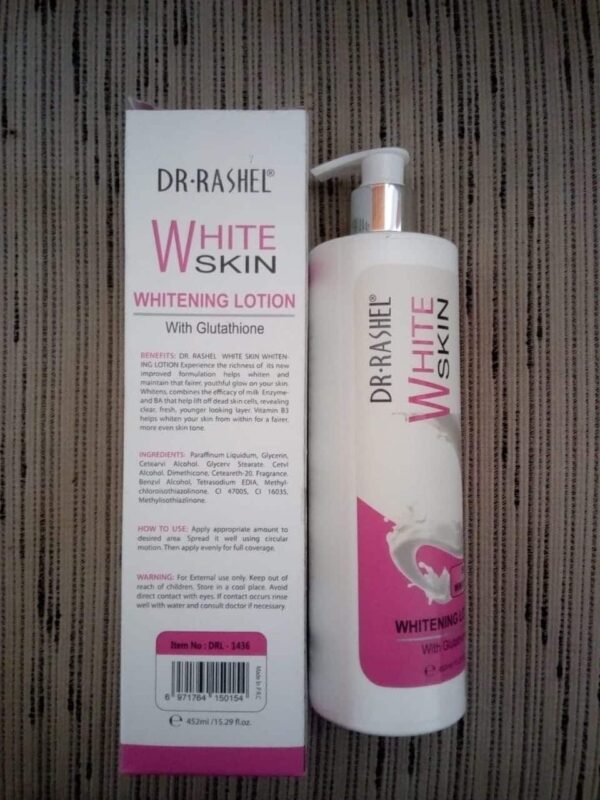 DR·RASHEL®
WHITE
SKIN
WHITENING LOTION
With Glutathione
BENEFITS: DR. RASHEL WHITE SKIN WHITEN-
ING LOTION Experience the richness of its new
improved formulation helps whiten and
maintain that fairer, youthful glow on your skin.
Whitens, combines the efficacy of milk Enzyme-
and BA that help lift off dead skin cells, revealing
clear, fresh, younger looking layer. Vitamin B3
helps whiten your skin from within for a fairer,
more even skin tone.
INGREDIENTS: Paraffinum Liquidum, Glycerin,
Cetearyl Alcohol, Glycery Stearate, Cetyl
Alcohol, Dimethicone, Ceteareth-20, Fragrance,
Benzyl Alcohol, Tetrasodium EDIA, Methyl-
chloroisothiazolinone, CI 47005, CI 16035,
Methylisothiazlinone.
HOW TO USE: Apply appropriate amount to
desired area. Spread it well using circular
motion. Then apply evenly for full coverage.
WARNING: For External use only. Keep out of
reach of children. Store in a cool place. Avoid
direct contact with eyes. If contact occurs rinse
well with water and consult doctor if necessary.
Item No : DRL - 1436
6 971764 150154
Made in P.R.C
℮ 452ml /15.29 fl.oz.
DR·RASHEL®
WHITE
SKIN
WHITENING LO
With Glutathio
℮ 452ml